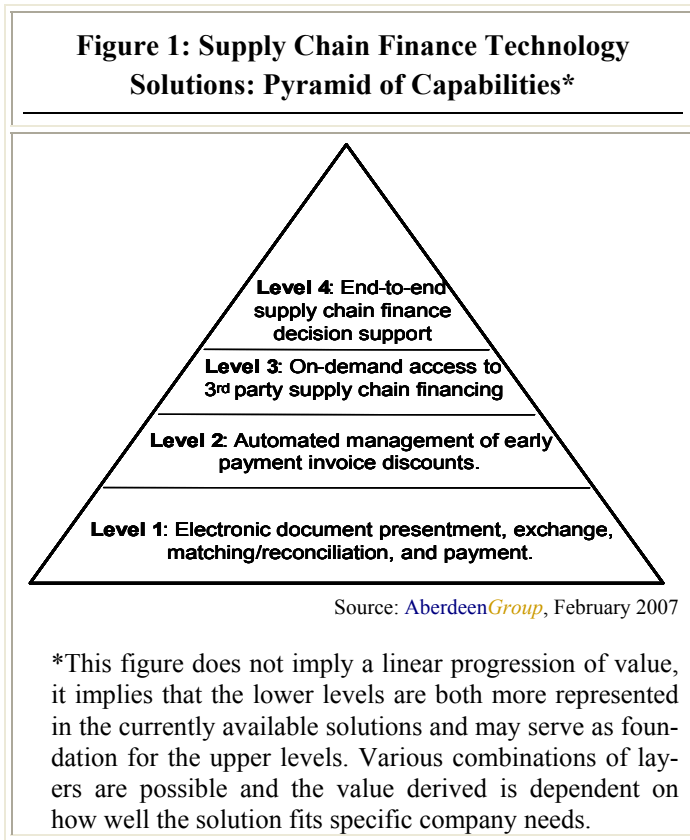 Figure 1: Supply Chain Finance Technology
Solutions: Pyramid of Capabilities*
Level 4: End-to-end
supply chain finance
decision support
Level 3: On-demand access to
3rd party supply chain financing
Level 2: Automated management of early
payment invoice discounts.
Level 1: Electronic document presentment, exchange,
matching/reconciliation, and payment.
Source: AberdeenGroup, February 2007
*This figure does not imply a linear progression of value,
it implies that the lower levels are both more represented
in the currently available solutions and may serve as foun-
dation for the upper levels. Various combinations of lay-
ers are possible and the value derived is dependent on
how well the solution fits specific company needs.